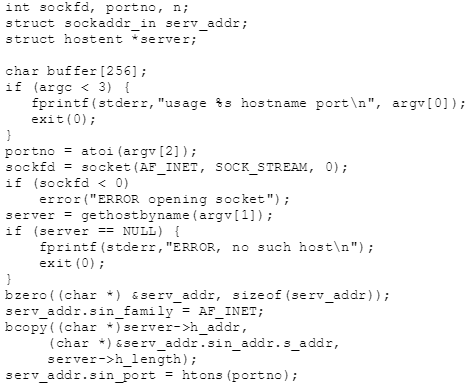 int sockfd, portno, n;
struct sockaddr_in serv_addr;
struct hostent *server;

char buffer[256];
if (argc < 3) {
   fprintf(stderr,"usage %s hostname port\n", argv[0]);
   exit(0);
}
portno = atoi(argv[2]);
sockfd = socket(AF_INET, SOCK_STREAM, 0);
if (sockfd < 0)
    error("ERROR opening socket");
server = gethostbyname(argv[1]);
if (server == NULL) {
    fprintf(stderr,"ERROR, no such host\n");
    exit(0);
}
bzero((char *) &serv_addr, sizeof(serv_addr));
serv_addr.sin_family = AF_INET;
bcopy((char *)server->h_addr,
     (char *)&serv_addr.sin_addr.s_addr,
     server->h_length);
serv_addr.sin_port = htons(portno);